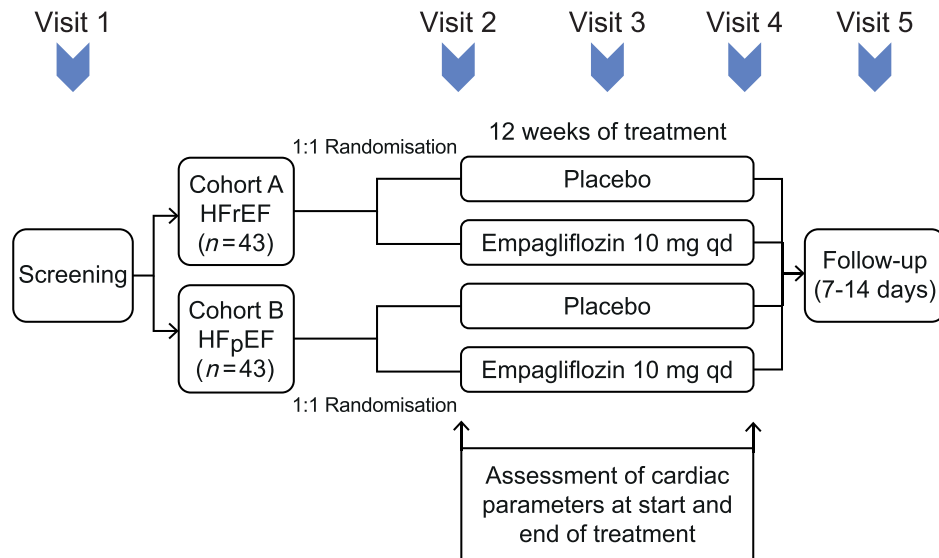 Visit 1
Visit 2
Visit 3
Visit 4
Visit 5
12 weeks of treatment
1:1 Randomisation
Cohort A
HFrEF
(n=43)
Placebo
Empagliflozin 10 mg qd
Screening
Follow-up
(7-14 days)
Cohort B
HFpEF
(n=43)
Placebo
Empagliflozin 10 mg qd
1:1 Randomisation
Assessment of cardiac
parameters at start and
end of treatment